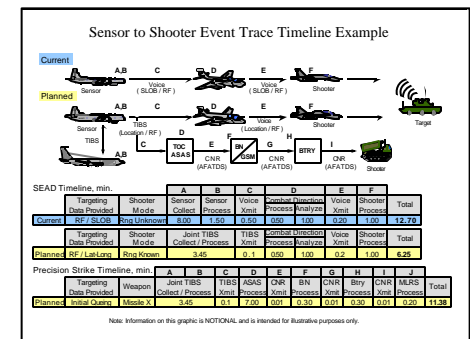 Sensor to Shooter Event Trace Timeline Example
Current
A,B C D E F
Sensor
Voice
( SLOB / RF )
Voice
( SLOB / RF )
Shooter
Planned
A,B C D E F
Sensor
TIBS
(Location / RF )
Voice
(Location / RF )
Shooter
Target
TIBS
A,B
C
D
TOC
ASAS
E
CNR
(AFATDS)
F
BN
GSM
G
CNR
(AFATDS)
H
BTRY
I
CNR
(AFATDS)
Shooter
SEAD Timeline, min.
A B C D E F
Targeting Data Provided Shooter Mode Sensor Collect Sensor Process Voice Xmit Combat Direction Process Analyze Voice Xmit Shooter Process Total
Current RF / SLOB Rng Unknown 8.00 1.50 0.50 0.50 1.00 0.20 1.00 12.70
Targeting Data Provided Shooter Mode Joint TIBS Collect / Process TIBS Xmit Combat Direction Process Analyze Voice Xmit Shooter Process Total
Planned RF / Lat-Long Rng Known 3.45 0.1 0.50 1.00 0.2 1.00 6.25
Precision Strike Timeline, min.
A B C D E F G H I J
Targeting Data Provided Weapon Joint TIBS Collect / Process TIBS Xmit ASAS Process CNR Xmit BN Process CNR Xmit Btry Process CNR Xmit MLRS Process Total
Planned Initial Queing Missile X 3.45 0.1 7.00 0.01 0.30 0.01 0.30 0.01 0.20 11.38
Note: Information on this graphic is NOTIONAL and is intended for illustrative purposes only.